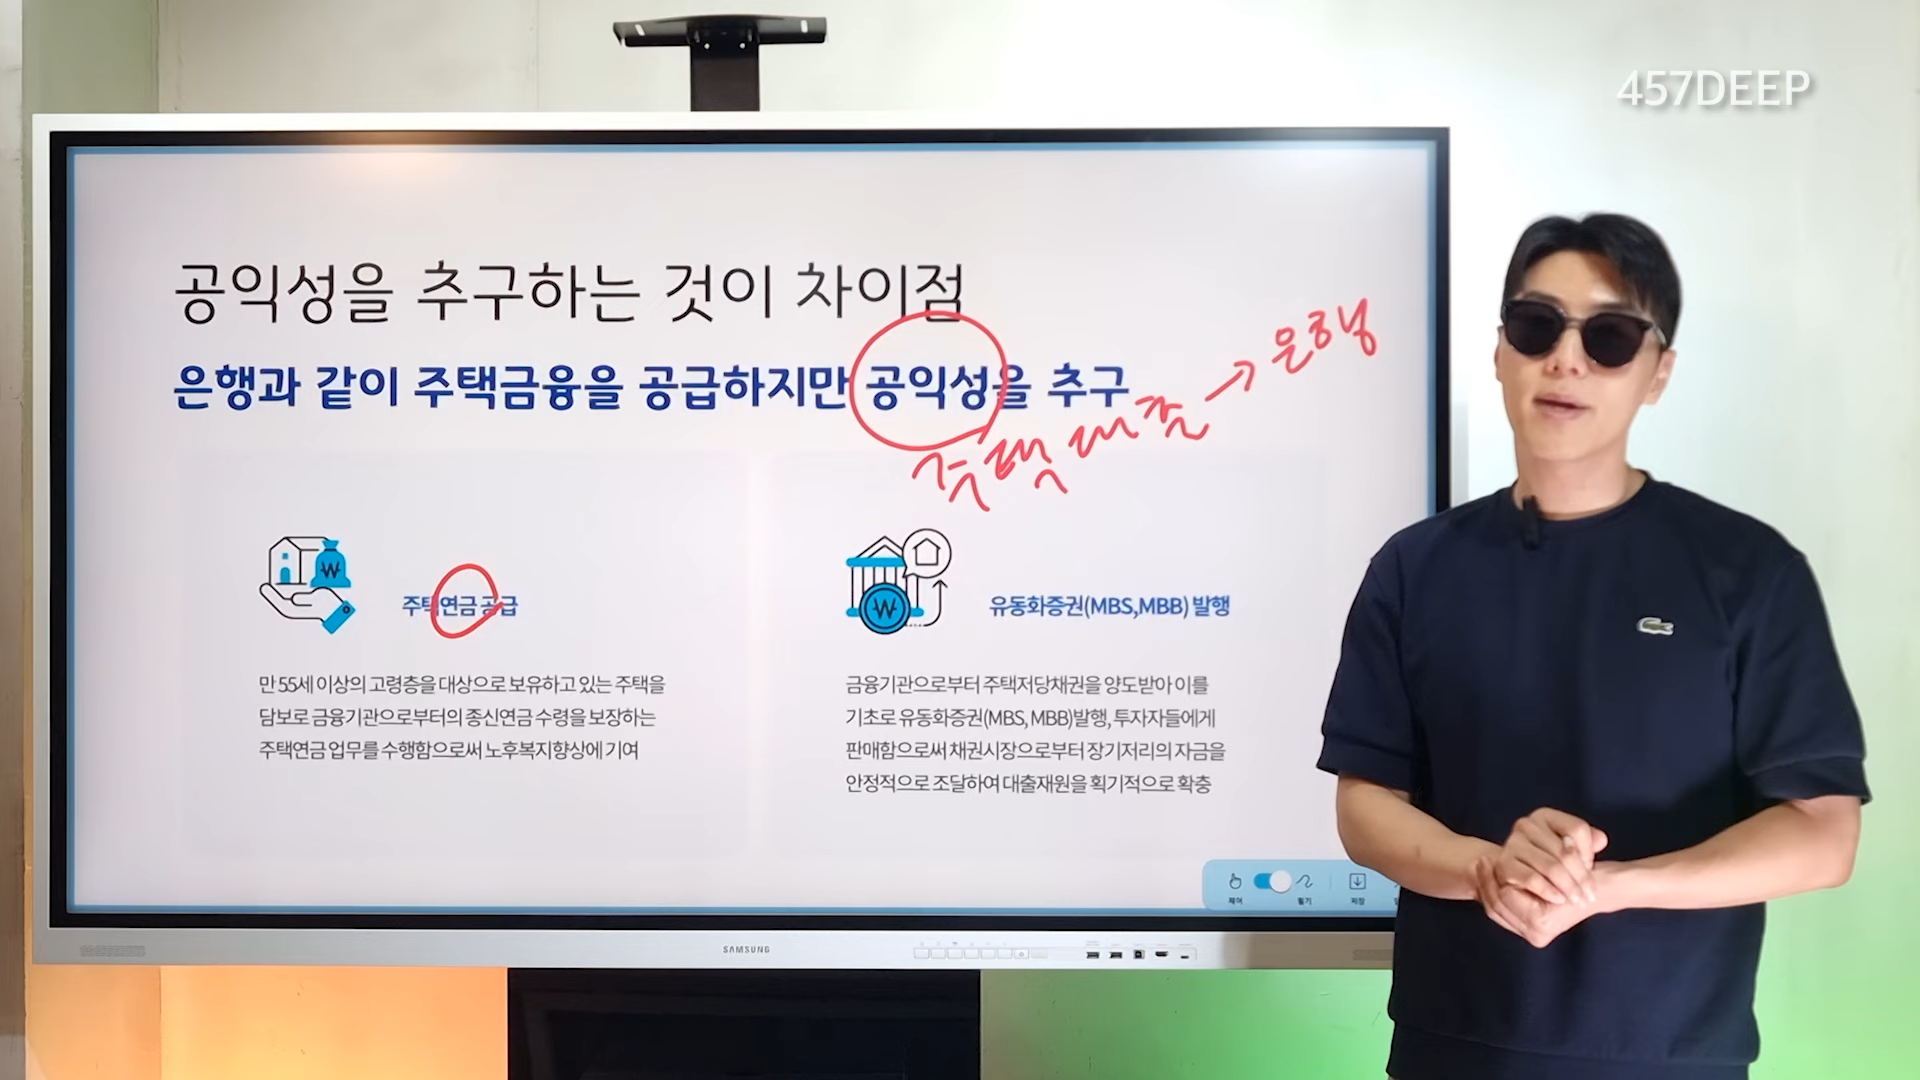 457DEEP
공익성을 추구하는 것이 차이점
은행과 같이 주택금융을 공급하지만 공익성을 추구
주택대출 → 은행
주택연금 공급
만 55세 이상의 고령층을 대상으로 보유하고 있는 주택을
담보로 금융기관으로부터의 종신연금 수령을 보장하는
주택연금 업무를 수행함으로써 노후복지향상에 기여
유동화증권(MBS,MBB) 발행
금융기관으로부터 주택저당채권을 양도받아 이를
기초로 유동화증권(MBS, MBB)발행, 투자자들에게
판매함으로써 채권시장으로부터 장기저리의 자금을
안정적으로 조달하여 대출재원을 획기적으로 확충
제어 필기 저장
SAMSUNG